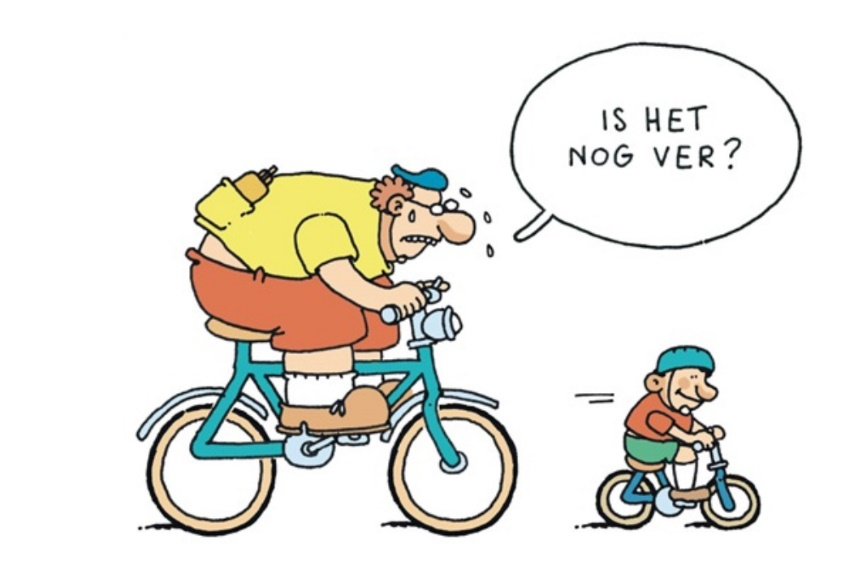 IS HET
NOG VER?